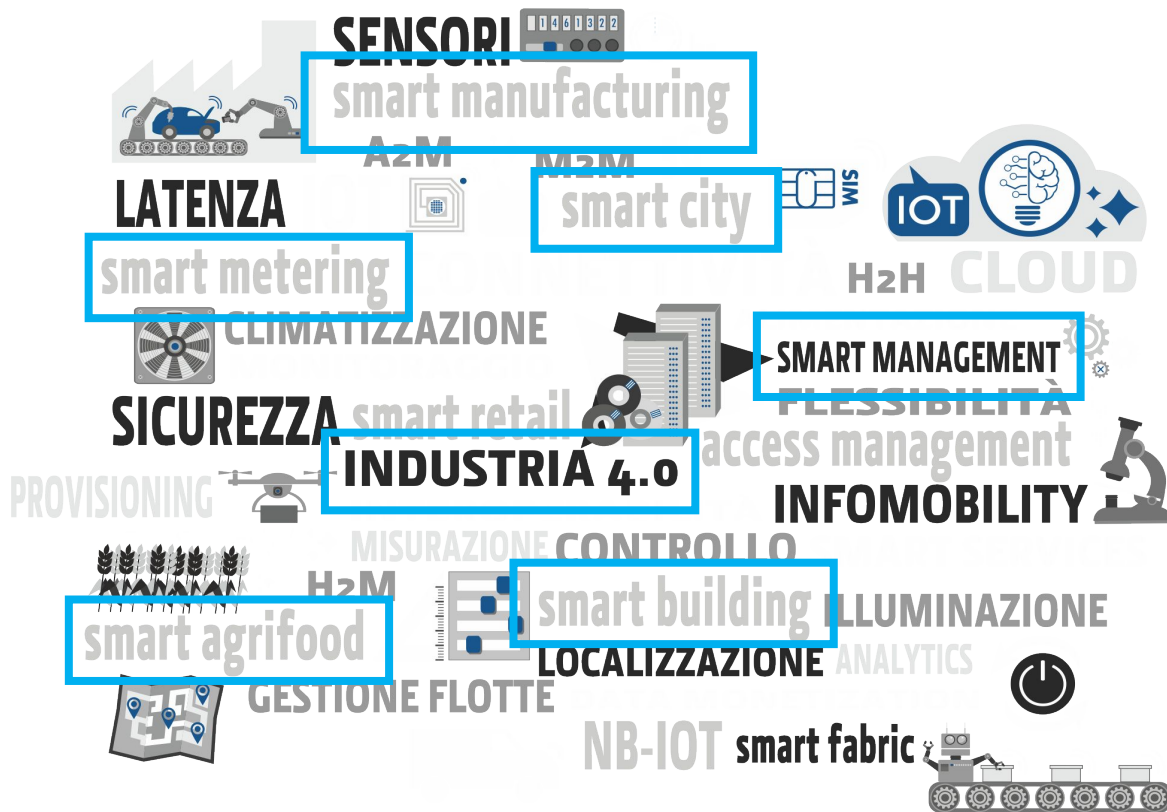 SENSORI
1461322
smart manufacturing
A2M
M2M
LATENZA
smart city
SIM
IOT
smart metering
H2H
CLOUD
CLIMATIZZAZIONE
SMART MANAGEMENT
FLESSIBILITÀ
SICUREZZA
smart retail
access management
INDUSTRIA 4.0
PROVISIONING
INFOMOBILITY
MISURAZIONE
CONTROLLO
H2M
smart building
ILLUMINAZIONE
smart agrifood
LOCALIZZAZIONE
ANALYTICS
GESTIONE FLOTTE
NB-IOT
smart fabric